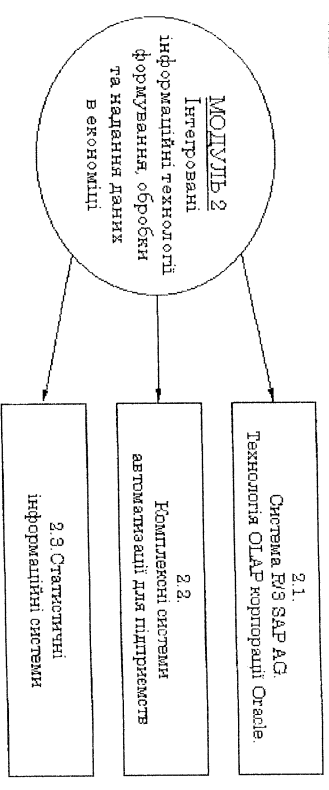 МОДУЛЬ 2
Інтегровані
інформаційні технології
формування, обробки
та надання даних
в економіці
2.1.
Система R/3 SAP AG.
Технологія OLAP корпорації Oracle.
2.2.
Комплексні системи
автоматизації для підприємств
2.3.Статистичні
інформаційні системи